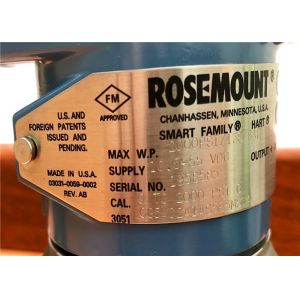 FM
APPROVED
U.S. AND
FOREIGN PATENTS
ISSUED AND
PENDING.
MADE IN U.S.A.
03031-0059-0002
REV. AB
ROSEMOUNT®
CHANHASSEN, MINNESOTA, U.S.A.
SMART FAMILY® HART®
MAX W.P.
SUPPLY VDC OUTPUT
SERIAL NO.
CAL.
3051